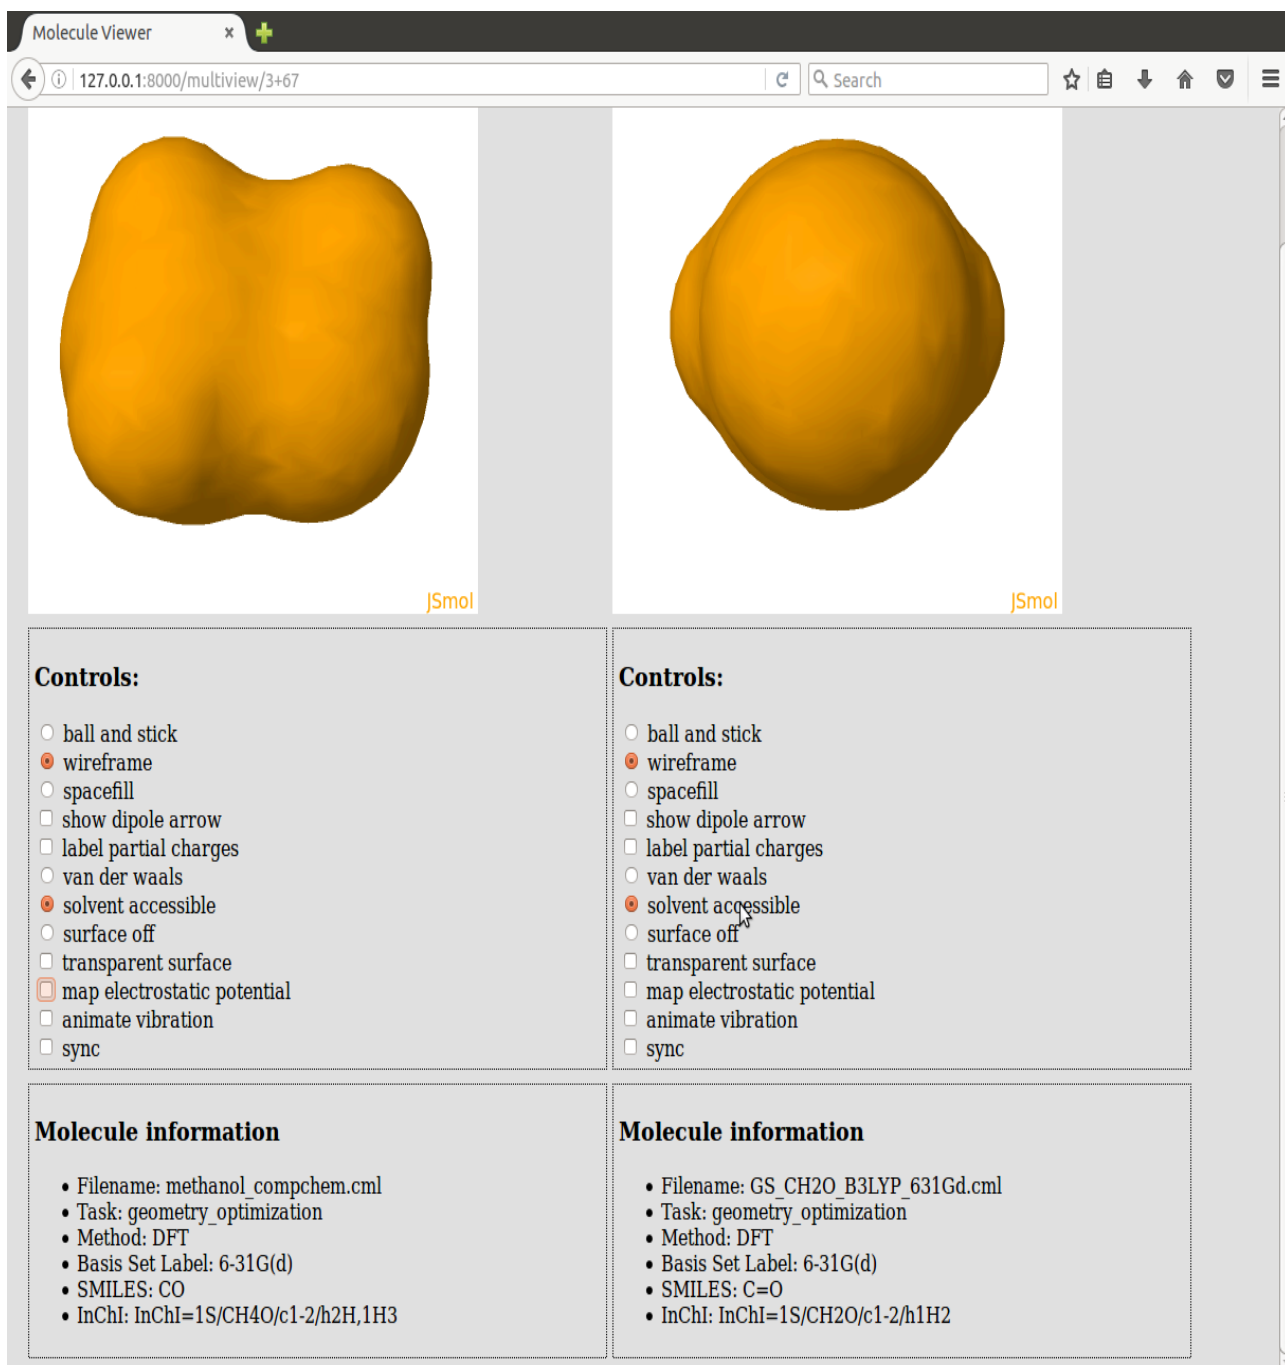 Molecule Viewer
127.0.0.1:8000/multiview/3+67
Search
JSmol
JSmol
Controls:
ball and stick
wireframe
spacefill
show dipole arrow
label partial charges
van der waals
solvent accessible
surface off
transparent surface
map electrostatic potential
animate vibration
sync
Controls:
ball and stick
wireframe
spacefill
show dipole arrow
label partial charges
van der waals
solvent accessible
surface off
transparent surface
map electrostatic potential
animate vibration
sync
Molecule information
• Filename: methanol_compchem.cml
• Task: geometry_optimization
• Method: DFT
• Basis Set Label: 6-31G(d)
• SMILES: CO
• InChI: InChI=1S/CH4O/c1-2/h2H,1H3
Molecule information
• Filename: GS_CH2O_B3LYP_631Gd.cml
• Task: geometry_optimization
• Method: DFT
• Basis Set Label: 6-31G(d)
• SMILES: C=O
• InChI: InChI=1S/CH2O/c1-2/h1H2